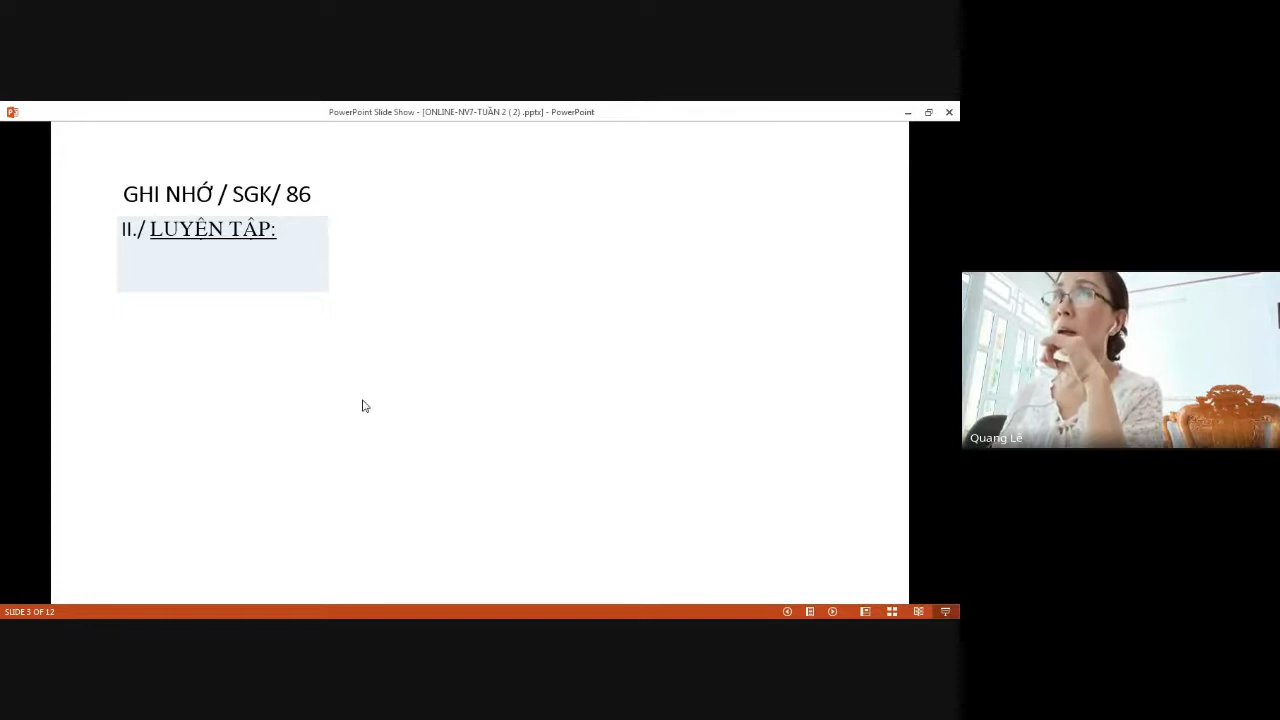 PowerPoint Slide Show - [ONLINE-NV7-TUẦN 2 ( 2) .pptx] - PowerPoint
GHI NHỚ / SGK/ 86
II./ LUYỆN TẬP:
Quang Lê
SLIDE 3 OF 12